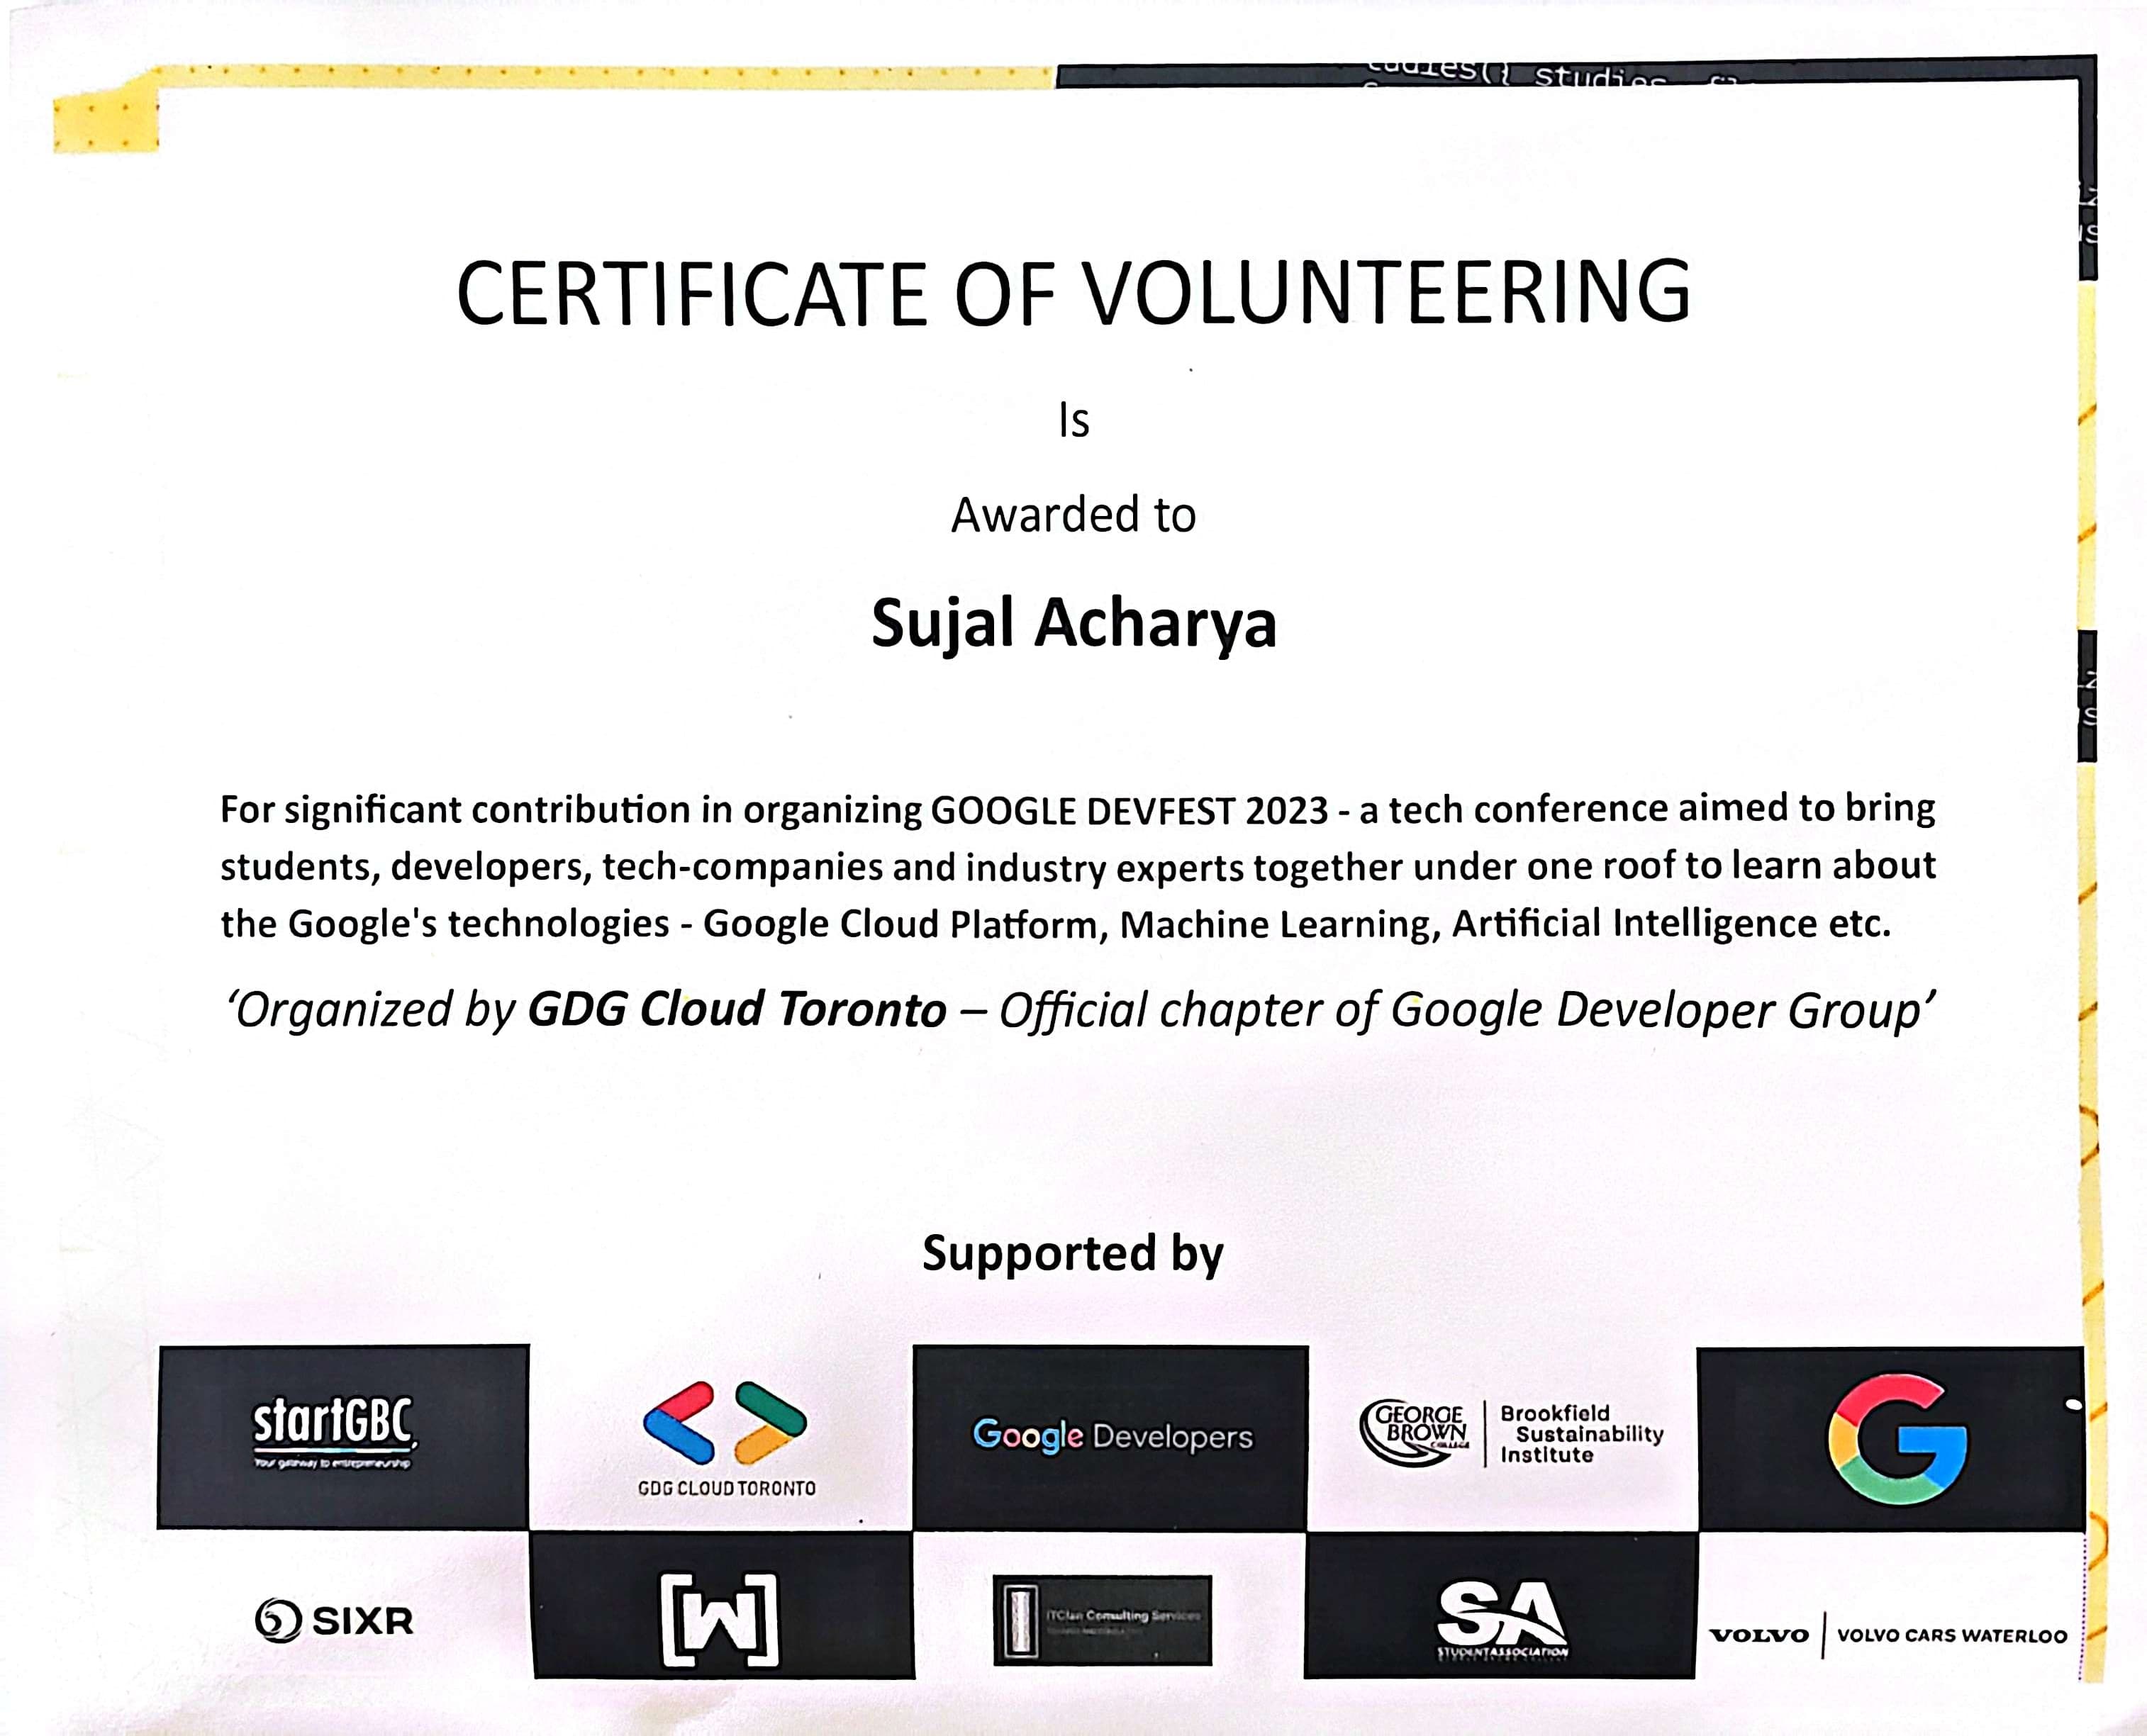 udies() studies
CERTIFICATE OF VOLUNTEERING
Is
Awarded to
Sujal Acharya
For significant contribution in organizing GOOGLE DEVFEST 2023 - a tech conference aimed to bring
students, developers, tech-companies and industry experts together under one roof to learn about
the Google's technologies - Google Cloud Platform, Machine Learning, Artificial Intelligence etc.
‘Organized by GDG Cloud Toronto – Official chapter of Google Developer Group’
Supported by
startGBC
Your gateway to entrepreneurship
GDG CLOUD TORONTO
Google Developers
GEORGE
BROWN
COLLEGE
Brookfield
Sustainability
Institute
G
SIXR
[W]
ITClan Consulting Services
SA
STUDENT ASSOCIATION
VOLVO
VOLVO CARS WATERLOO